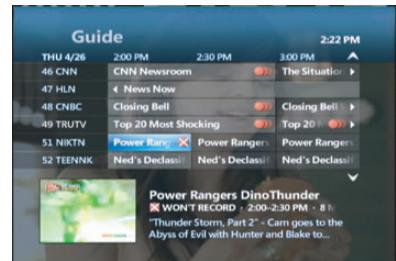 Guide 2:22 PM
THU 4/26 2:00 PM 2:30 PM 3:00 PM
46 CNN CNN Newsroom The Situation
47 HLN News Now
48 CNBC Closing Bell Closing Bell
49 TRUTV Top 20 Most Shocking Top 20
51 NIKTN Power Rang Power Rangers Power Rangers
52 TEENNK Ned's Declassif Ned's Declassif Ned's Declassif
Power Rangers DinoThunder
WON'T RECORD · 2:00-2:30 PM · 8
"Thunder Storm, Part 2" - Cam goes to the
Abyss of Evil with Hunter and Blake to...